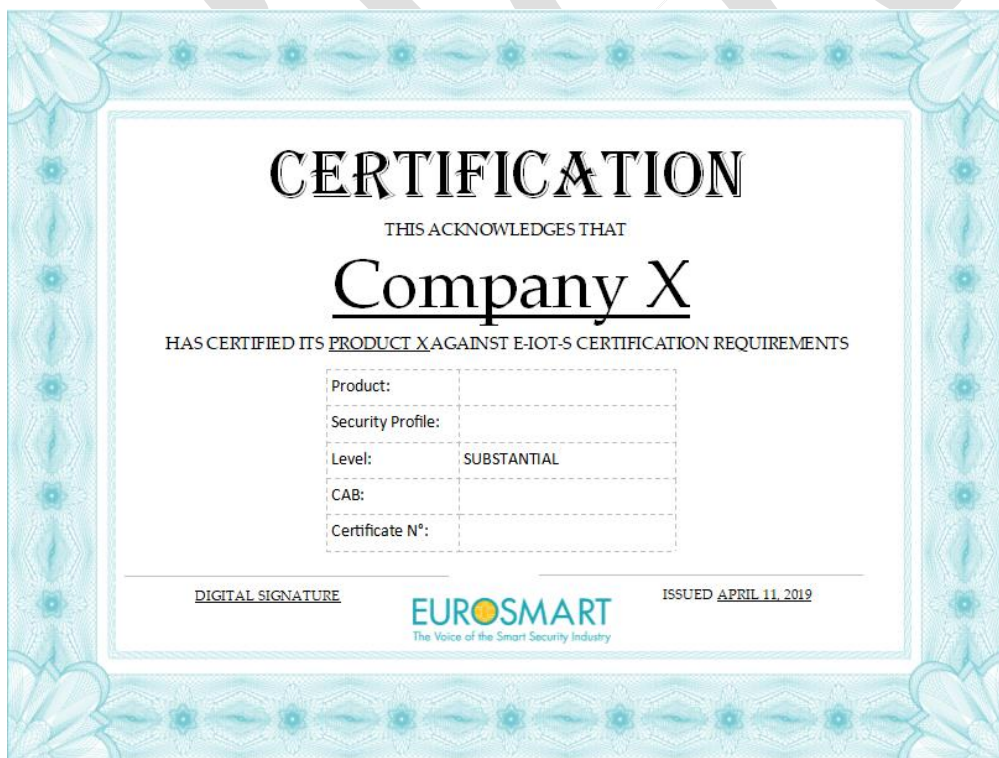 CERTIFICATION
THIS ACKNOWLEDGES THAT
Company X
HAS CERTIFIED ITS PRODUCT X AGAINST E-IOT-S CERTIFICATION REQUIREMENTS
Product:
Security Profile:
Level: SUBSTANTIAL
CAB:
Certificate N°:
DIGITAL SIGNATURE
ISSUED APRIL 11, 2019
EUROSMART
The Voice of the Smart Security Industry